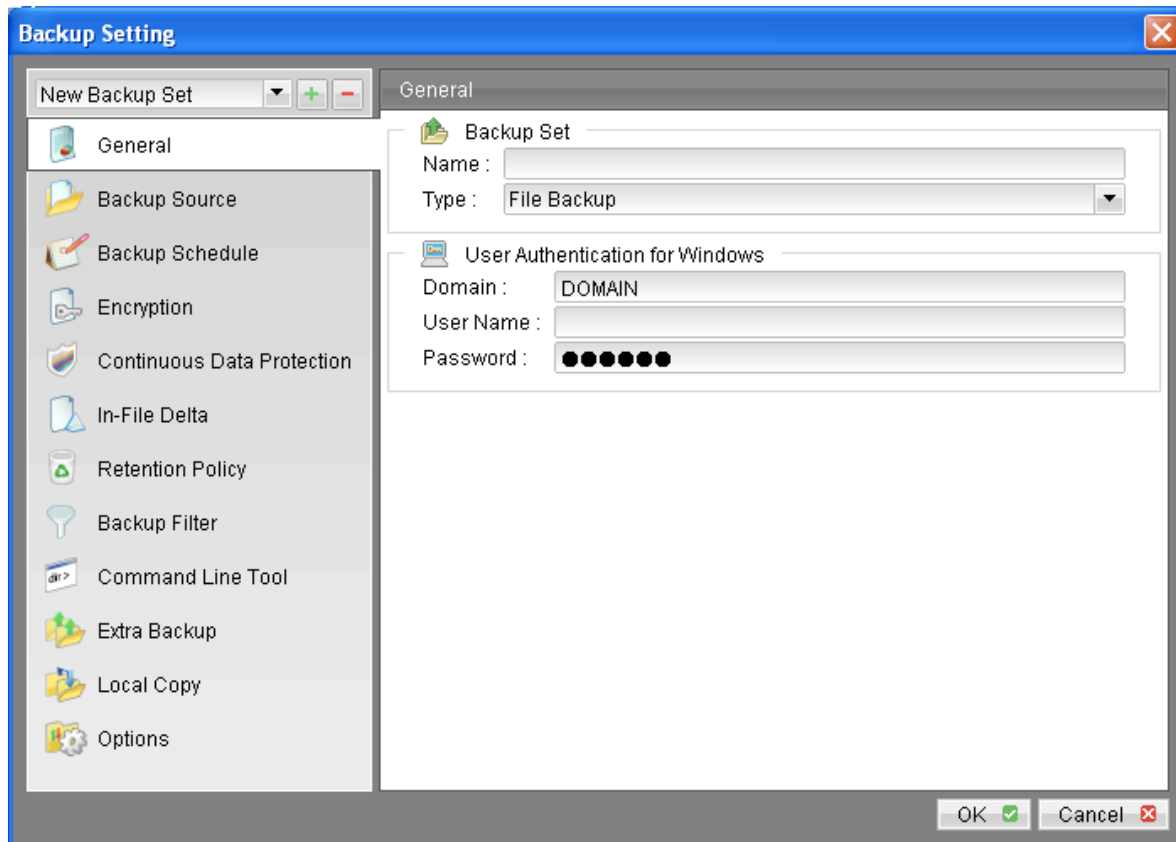 Backup Setting
New Backup Set
General
Backup Source
Backup Schedule
Encryption
Continuous Data Protection
In-File Delta
Retention Policy
Backup Filter
dir>
Command Line Tool
Extra Backup
Local Copy
Options
General
Backup Set
Name :
Type : File Backup
User Authentication for Windows
Domain : DOMAIN
User Name :
Password : ●●●●●●
OK
Cancel